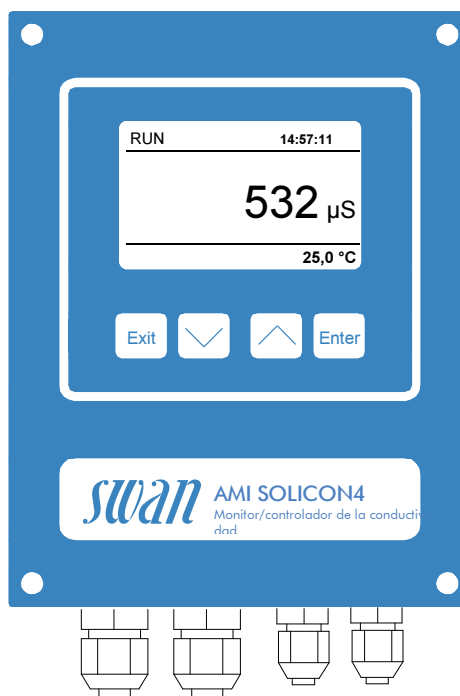 RUN 14:57:11
532 µS
25,0 °C
Exit Enter
swan AMI SOLICON4
Monitor/controlador de la conductivi
dad